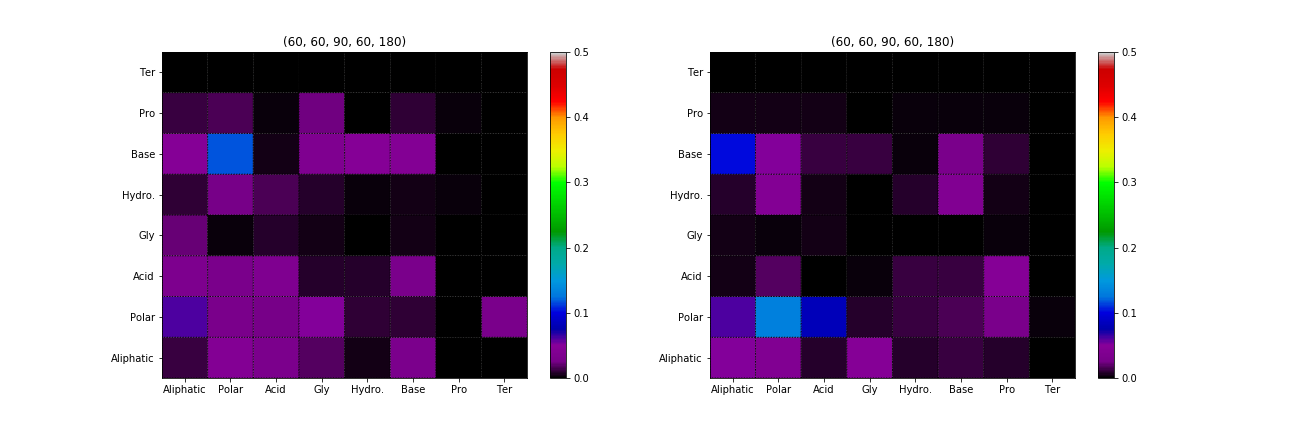 (60, 60, 90, 60, 180)
Ter
Pro
Base
Hydro.
Gly
Acid
Polar
Aliphatic
Aliphatic Polar Acid Gly Hydro. Base Pro Ter
0.5
0.4
0.3
0.2
0.1
0.0
(60, 60, 90, 60, 180)
Ter
Pro
Base
Hydro.
Gly
Acid
Polar
Aliphatic
Aliphatic Polar Acid Gly Hydro. Base Pro Ter
0.5
0.4
0.3
0.2
0.1
0.0